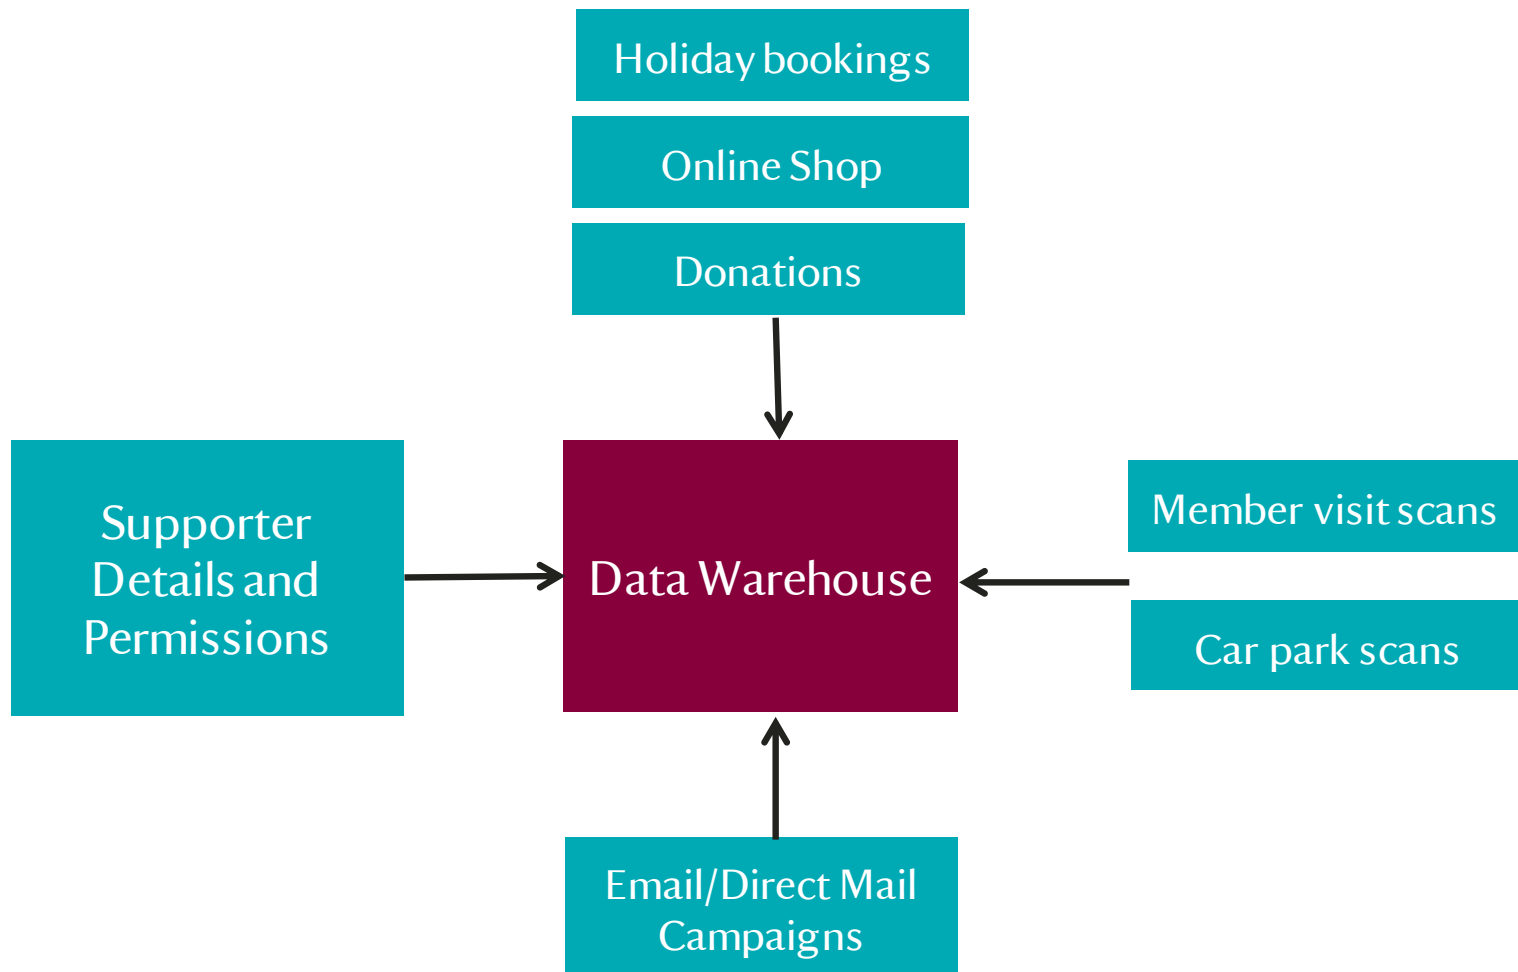 Holiday bookings
Online Shop
Donations
Supporter
Details and
Permissions
Data Warehouse
Member visit scans
Car park scans
Email/Direct Mail
Campaigns